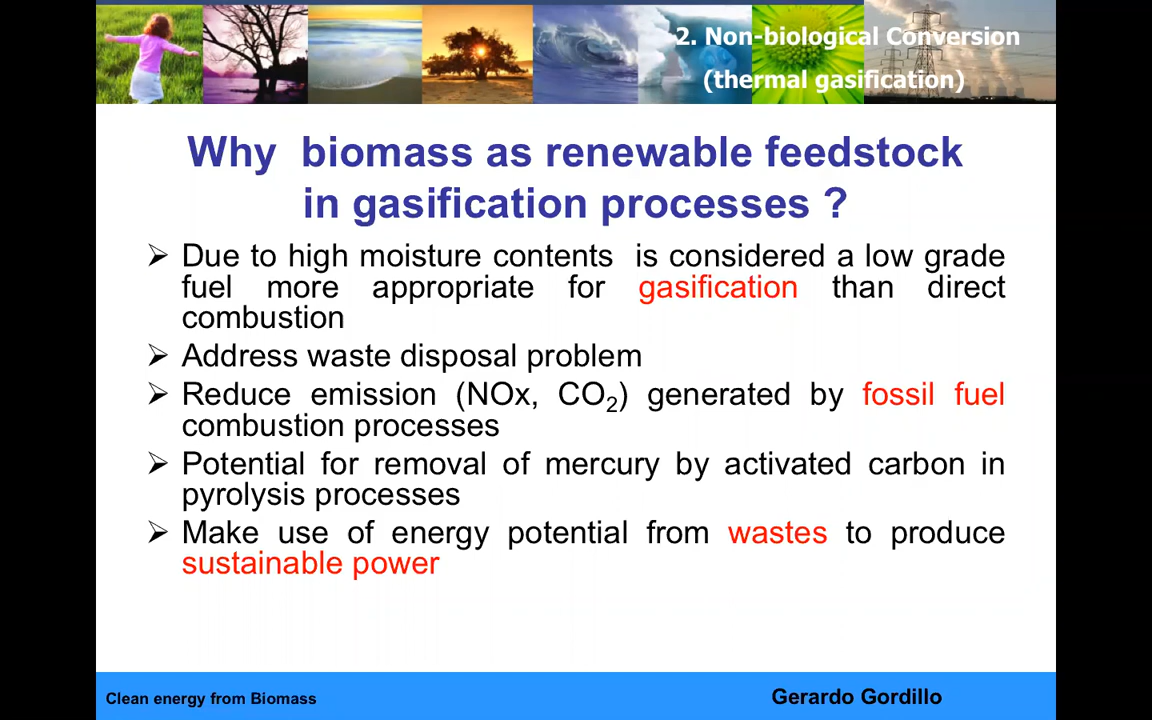 2. Non-biological Conversion
(thermal gasification)
Why biomass as renewable feedstock
in gasification processes ?
➢ Due to high moisture contents is considered a low grade
fuel more appropriate for gasification than direct
combustion
➢ Address waste disposal problem
➢ Reduce emission (NOx, CO₂) generated by fossil fuel
combustion processes
➢ Potential for removal of mercury by activated carbon in
pyrolysis processes
➢ Make use of energy potential from wastes to produce
sustainable power
Clean energy from Biomass
Gerardo Gordillo